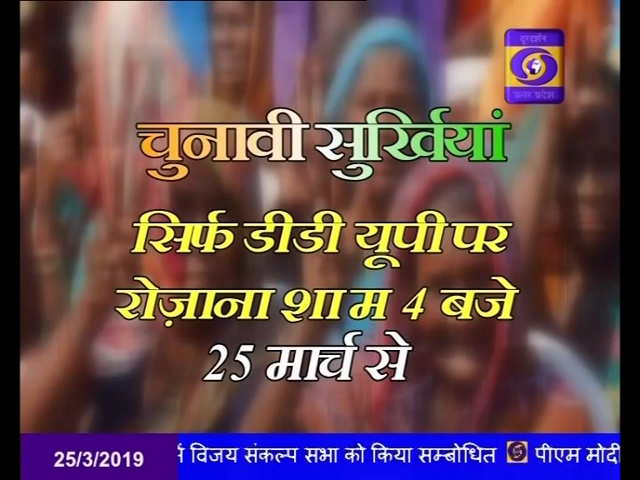 दूरदर्शन
उत्तर प्रदेश
चुनावी सुर्खियां
सिर्फ डीडी यूपी पर
रोज़ाना शाम 4 बजे
25 मार्च से
25/3/2019 विजय संकल्प सभा को किया सम्बोधित पीएम मोदी